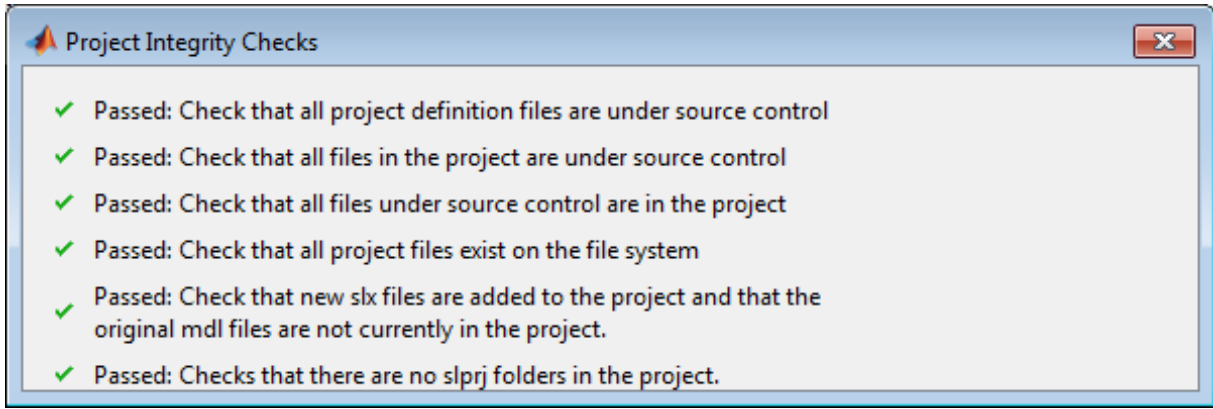 Project Integrity Checks
Passed: Check that all project definition files are under source control
Passed: Check that all files in the project are under source control
Passed: Check that all files under source control are in the project
Passed: Check that all project files exist on the file system
Passed: Check that new slx files are added to the project and that the
original mdl files are not currently in the project.
Passed: Checks that there are no slprj folders in the project.